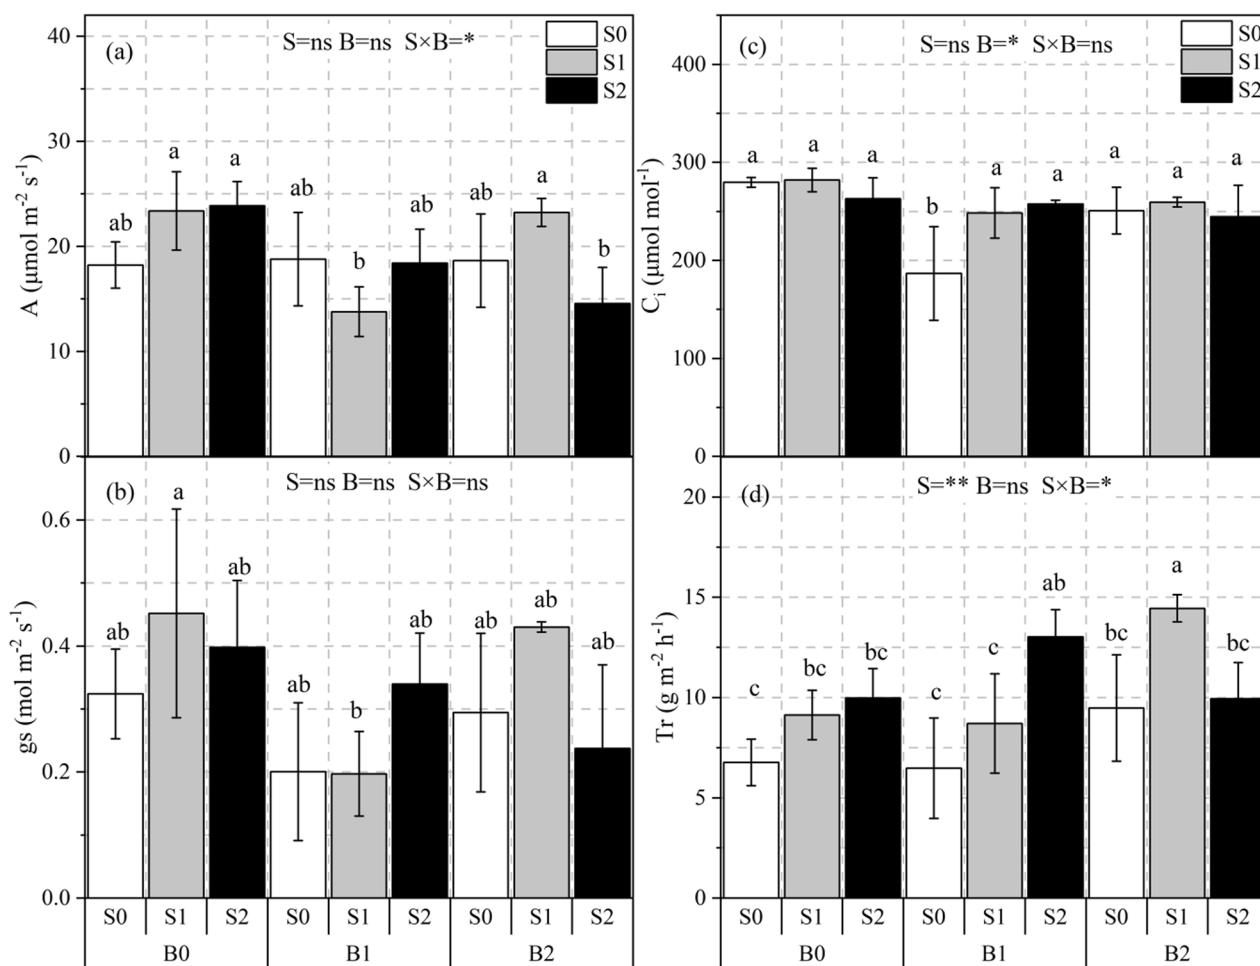 (a)
S=ns B=ns S×B=*
S0
S1
S2
A (μmol m⁻² s⁻¹)
40
30
20
10
0
ab
a
a
ab
b
ab
ab
a
b
(b)
S=ns B=ns S×B=ns
gs (mol m⁻² s⁻¹)
0.6
0.4
0.2
0.0
ab
a
ab
ab
b
ab
ab
ab
ab
S0 S1 S2 S0 S1 S2 S0 S1 S2
B0 B1 B2
(c)
S=ns B=* S×B=ns
S0
S1
S2
Cᵢ (μmol mol⁻¹)
400
300
200
100
0
a
a
a
b
a
a
a
a
a
(d)
S=** B=ns S×B=*
Tr (g m⁻² h⁻¹)
20
15
10
5
0
c
bc
bc
c
c
ab
bc
a
bc
S0 S1 S2 S0 S1 S2 S0 S1 S2
B0 B1 B2